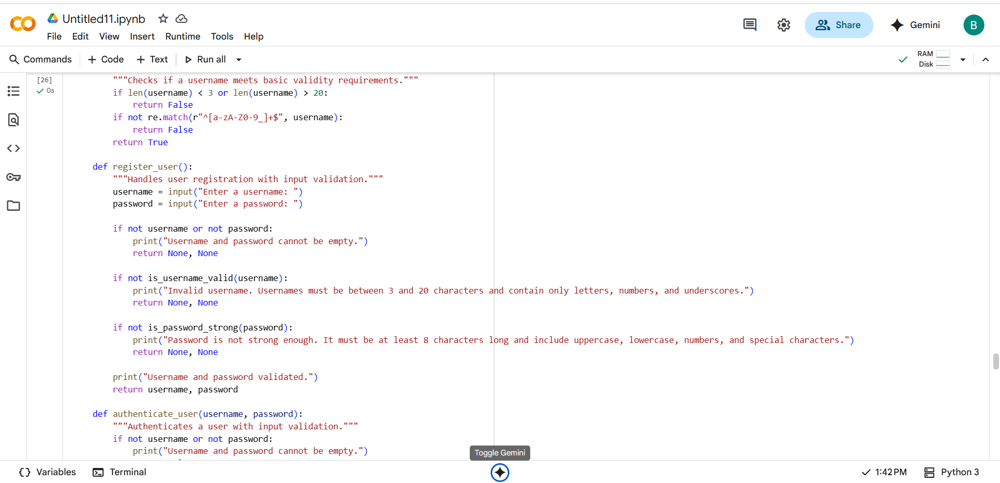 Untitled11.ipynb
File Edit View Insert Runtime Tools Help
Share
Gemini
B
Commands + Code + Text Run all
RAM
Disk
[26]
0s
"""Checks if a username meets basic validity requirements."""
if len(username) < 3 or len(username) > 20:
return False
if not re.match(r"^[a-zA-Z0-9_]+$", username):
return False
return True
def register_user():
"""Handles user registration with input validation."""
username = input("Enter a username: ")
password = input("Enter a password: ")
if not username or not password:
print("Username and password cannot be empty.")
return None, None
if not is_username_valid(username):
print("Invalid username. Usernames must be between 3 and 20 characters and contain only letters, numbers, and underscores.")
return None, None
if not is_password_strong(password):
print("Password is not strong enough. It must be at least 8 characters long and include uppercase, lowercase, numbers, and special characters.")
return None, None
print("Username and password validated.")
return username, password
def authenticate_user(username, password):
"""Authenticates a user with input validation."""
if not username or not password:
print("Username and password cannot be empty.")
Toggle Gemini
{} Variables Terminal
1:42 PM Python 3